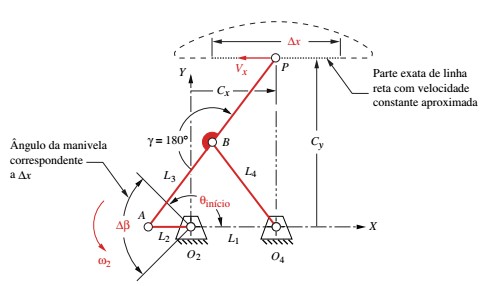 Δx
Vx
P
Y
Cx
Parte exata de linha
reta com velocidade
constante aproximada
γ = 180°
B
Cy
Ângulo da manivela
correspondente
a Δx
L3
L4
θinício
A
Δβ
X
L2
L1
ω2
O2
O4